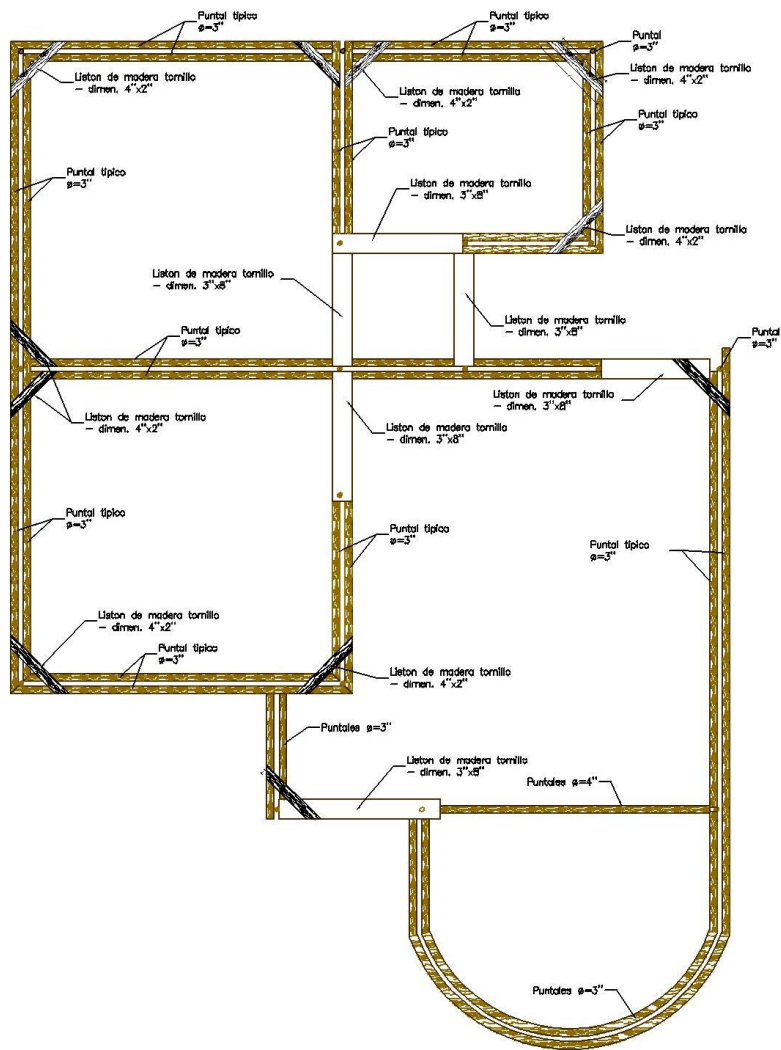 Puntal típico
ø=3"
Puntal típico
ø=3"
Puntal
ø=3"
Liston de madera tornillo
- dimen. 4"x2"
Liston de madera tornillo
- dimen. 4"x2"
Liston de madera tornillo
- dimen. 4"x2"
Puntal típico
ø=3"
Puntal típico
ø=3"
Puntal típico
ø=3"
Liston de madera tornillo
- dimen. 3"x8"
Liston de madera tornillo
- dimen. 4"x2"
Liston de madera tornillo
- dimen. 3"x8"
Liston de madera tornillo
- dimen. 3"x8"
Puntal típico
ø=3"
Puntal
ø=3"
Liston de madera tornillo
- dimen. 3"x8"
Liston de madera tornillo
- dimen. 4"x2"
Liston de madera tornillo
- dimen. 3"x8"
Puntal típico
ø=3"
Puntal típico
ø=3"
Puntal típico
ø=3"
Liston de madera tornillo
- dimen. 4"x2"
Puntal típico
ø=3"
Liston de madera tornillo
- dimen. 4"x2"
Puntales ø=3"
Liston de madera tornillo
- dimen. 3"x8"
Puntales ø=4"
Puntales ø=3"